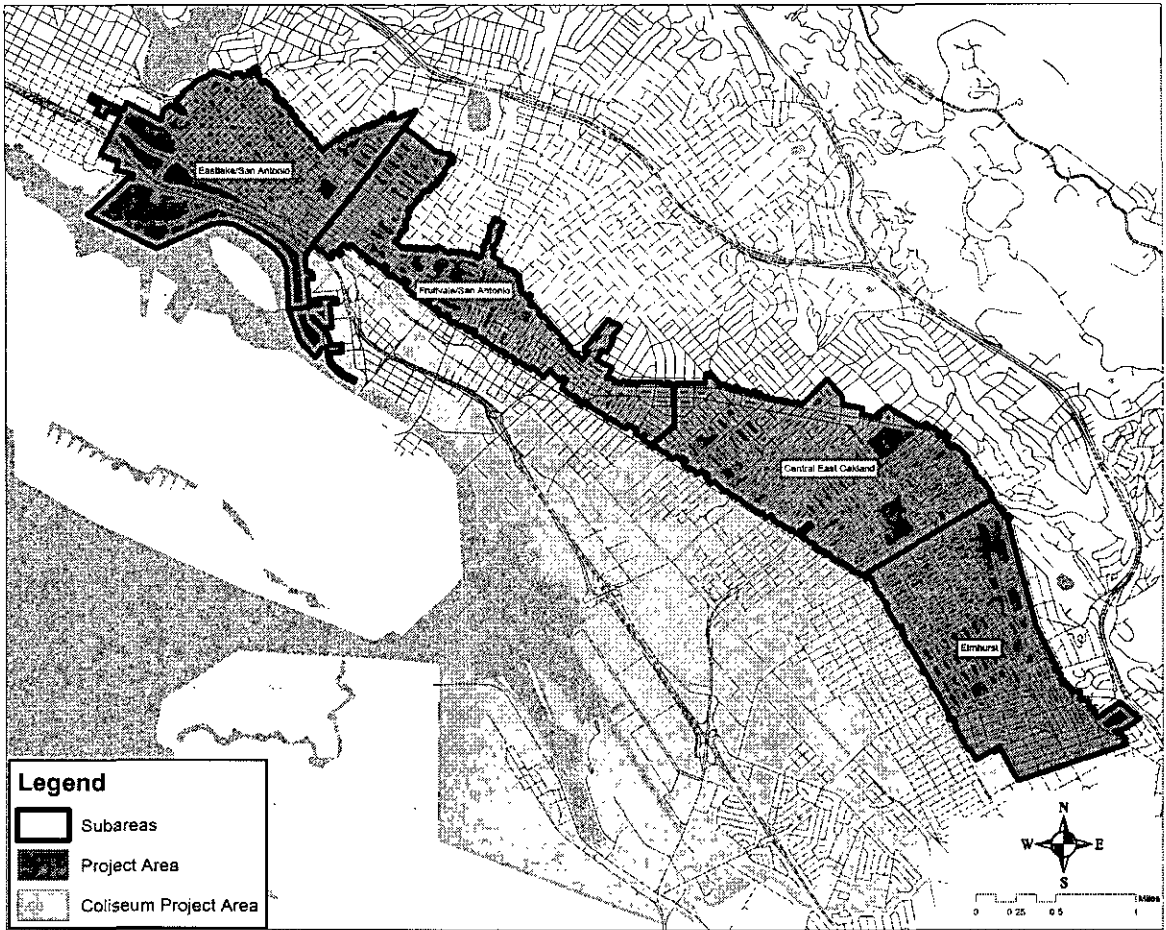 Eastlake/San Antonio
Fruitvale/San Antonio
Central East Oakland
Elmhurst
Legend
Subareas
Project Area
Coliseum Project Area
N
W E
S
Miles
0 0.25 0.5 1